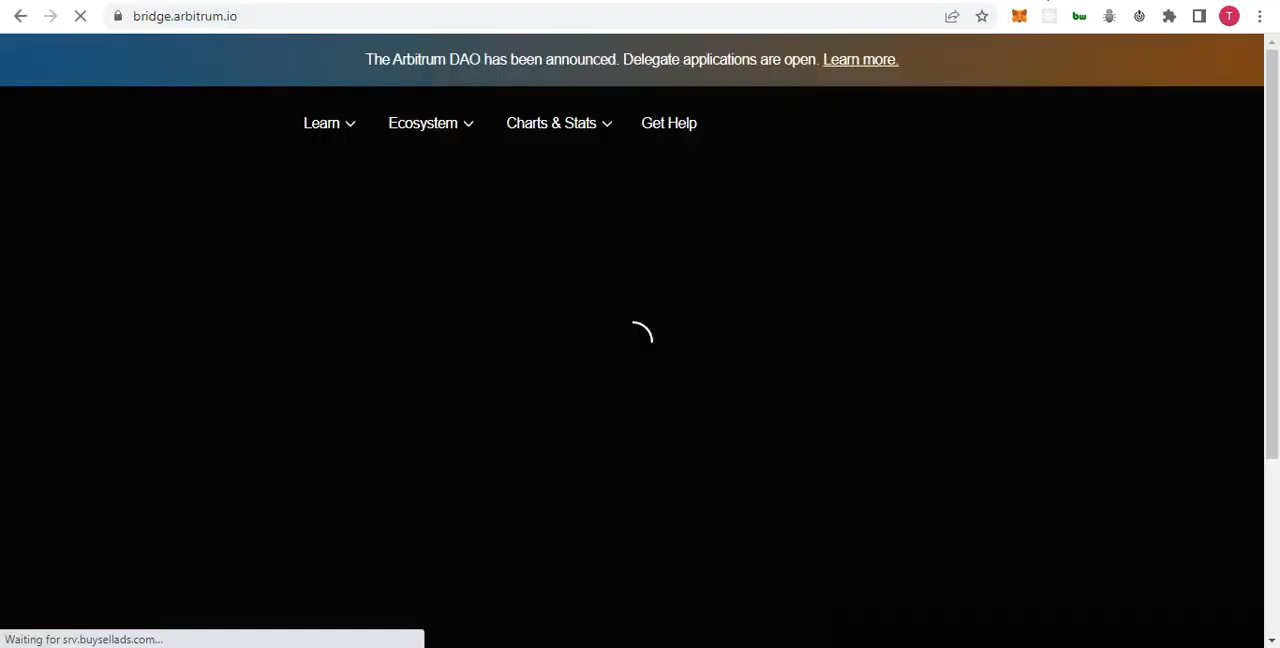 bridge.arbitrum.io
bw
T
The Arbitrum DAO has been announced. Delegate applications are open. Learn more.
Learn Ecosystem Charts & Stats Get Help
Waiting for srv.buysellads.com...